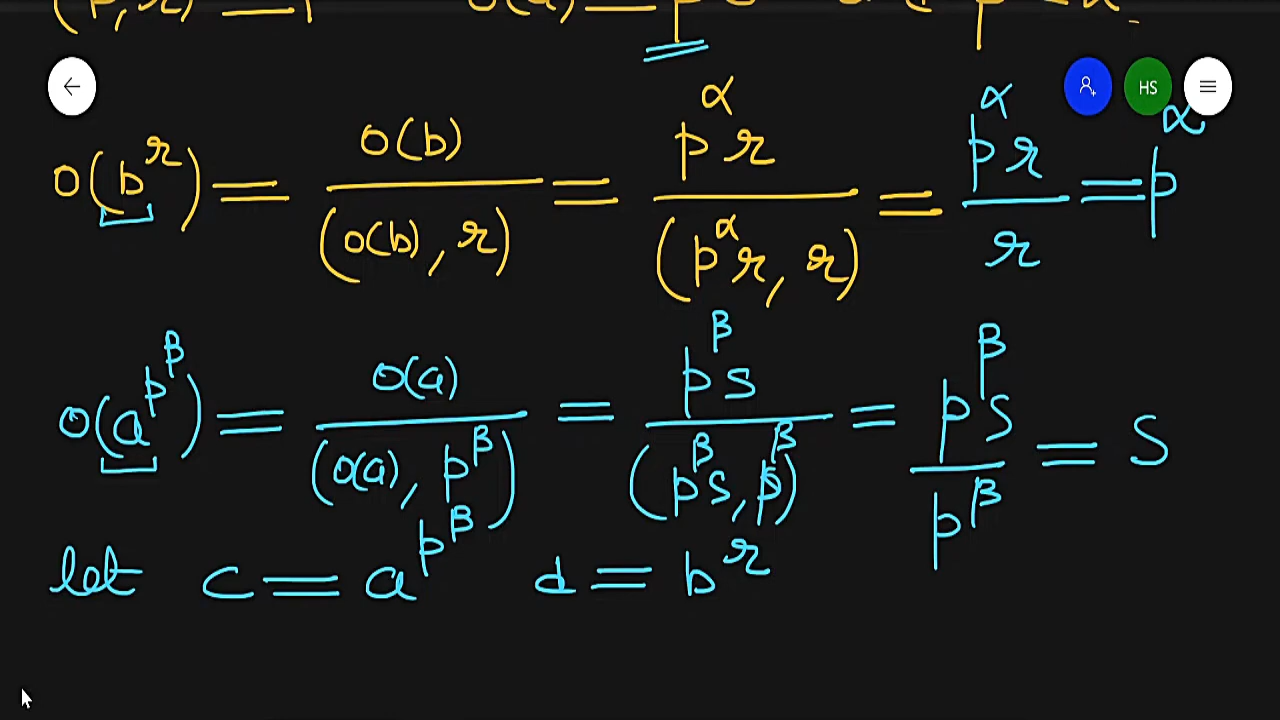 HS
o(b^r) = o(b) / (o(b), r) = p^α r / (p^α r, r) = p^α r / r = p^α
o(a^{p^β}) = o(a) / (o(a), p^β) = p^β s / (p^β s, p^β) = p^β s / p^β = s
let c = a^{p^β} d = b^r